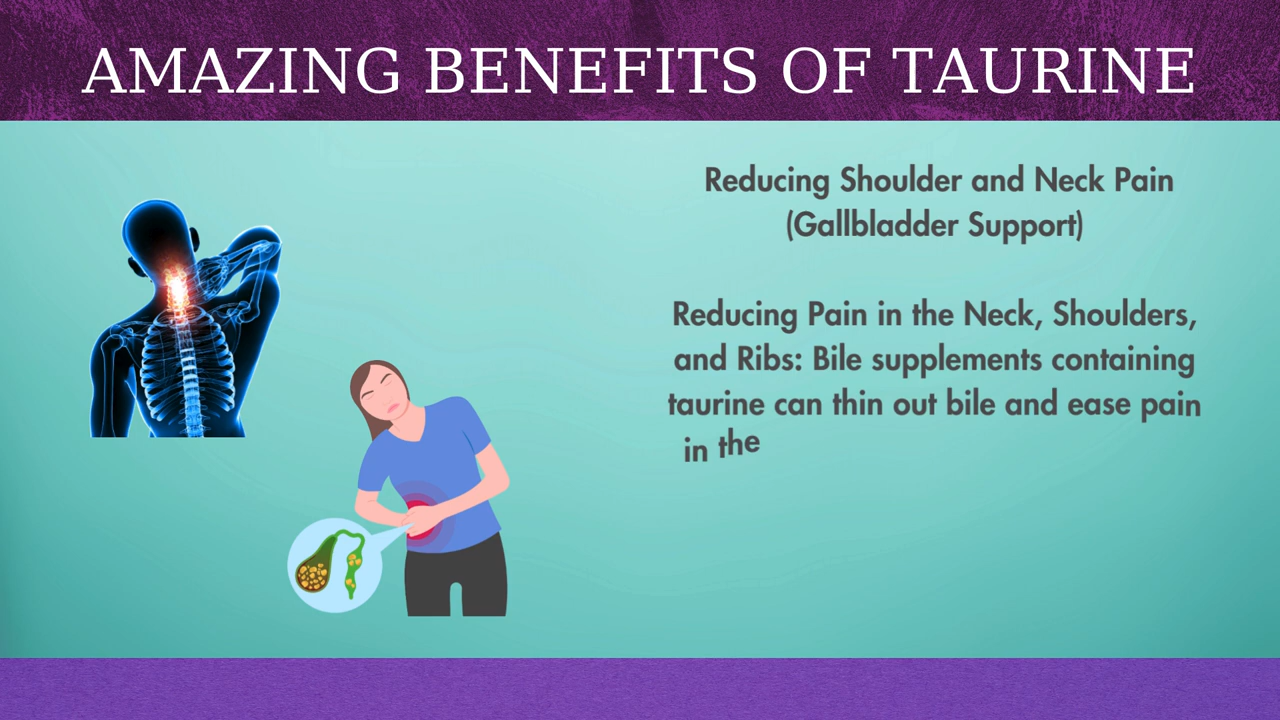 AMAZING BENEFITS OF TAURINE
Reducing Shoulder and Neck Pain
(Gallbladder Support)
Reducing Pain in the Neck, Shoulders,
and Ribs: Bile supplements containing
taurine can thin out bile and ease pain
in the